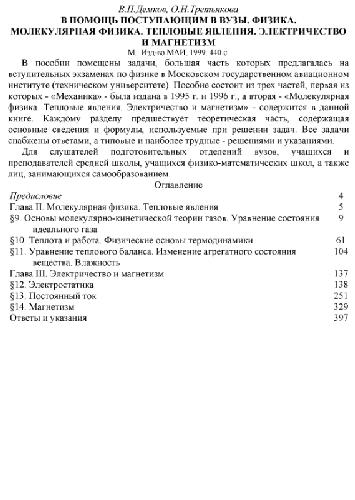 В.П.Демков, О.Н.Третьякова
В ПОМОЩЬ ПОСТУПАЮЩИМ В ВУЗЫ. ФИЗИКА.
МОЛЕКУЛЯРНАЯ ФИЗИКА. ТЕПЛОВЫЕ ЯВЛЕНИЯ. ЭЛЕКТРИЧЕСТВО
И МАГНЕТИЗМ
М. Изд-во МАИ, 1999. 440 с
В пособии помещены задачи, большая часть которых предлагалась на
вступительных экзаменах по физике в Московском государственном авиационном
институте (техническом университете). Пособие состоит из трех частей, первая из
которых - «Механика» - была издана в 1995 г. и 1996 г., а вторая - «Молекулярная
физика. Тепловые явления. Электричество и магнетизм» - содержится в данной
книге. Каждому разделу предшествует теоретическая часть, содержащая
основные сведения и формулы, используемые при решении задач. Все задачи
снабжены ответами, а типовые и наиболее трудные - решениями и указаниями.
Для слушателей подготовительных отделений вузов, учащихся и
преподавателей средней школы, учащихся физико-математических школ, а также
лиц, занимающихся самообразованием.
Оглавление
Предисловие 4
Глава II. Молекулярная физика. Тепловые явления 5
§9. Основы молекулярно-кинетической теории газов. Уравнение состояния 9
идеального газа
§10. Теплота и работа. Физические основы термодинамики 61
§11. Уравнение теплового баланса. Изменение агрегатного состояния 104
вещества. Влажность
Глава III. Электричество и магнетизм 137
§12. Электростатика 138
§13. Постоянный ток 251
§14. Магнетизм 329
Ответы и указания 397